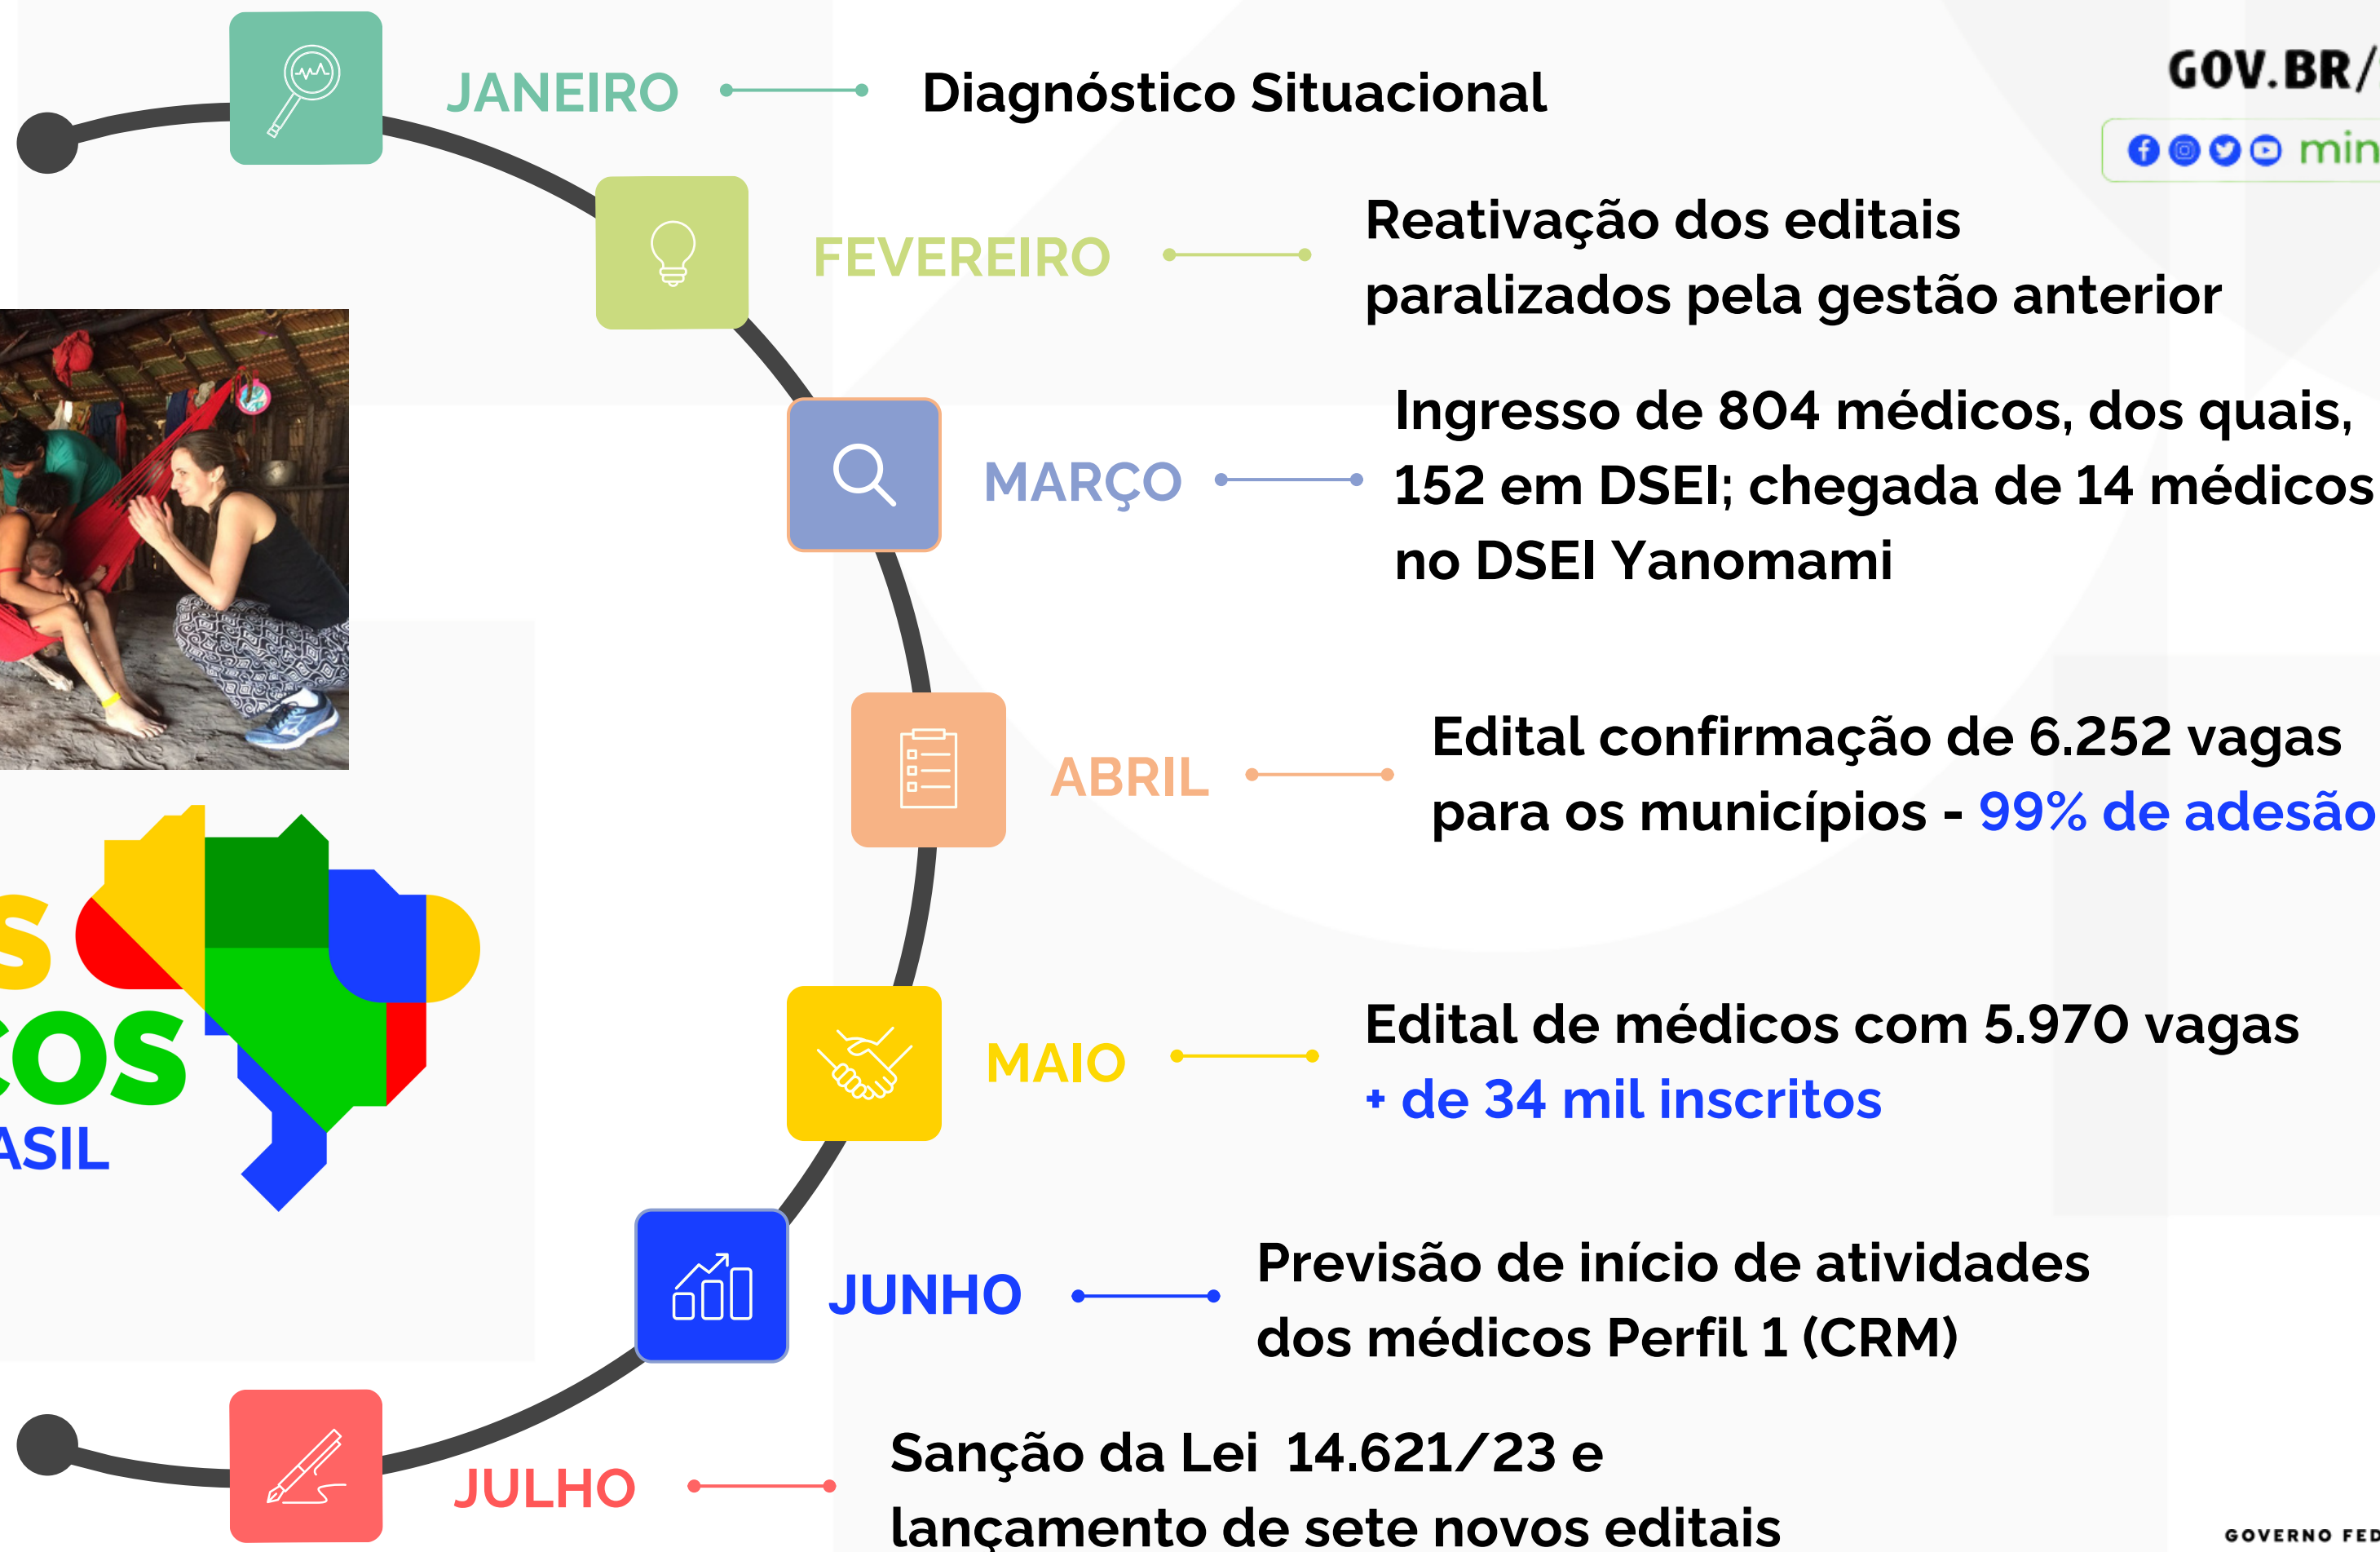 JANEIRO
Diagnóstico Situacional
GOV.BR/
FEVEREIRO
Reativação dos editais
paralizados pela gestão anterior
MARÇO
Ingresso de 804 médicos, dos quais,
152 em DSEI; chegada de 14 médicos
no DSEI Yanomami
ABRIL
Edital confirmação de 6.252 vagas
para os municípios - 99% de adesão
MAIO
Edital de médicos com 5.970 vagas
+ de 34 mil inscritos
JUNHO
Previsão de início de atividades
dos médicos Perfil 1 (CRM)
JULHO
Sanção da Lei 14.621/23 e
lançamento de sete novos editais
GOVERNO